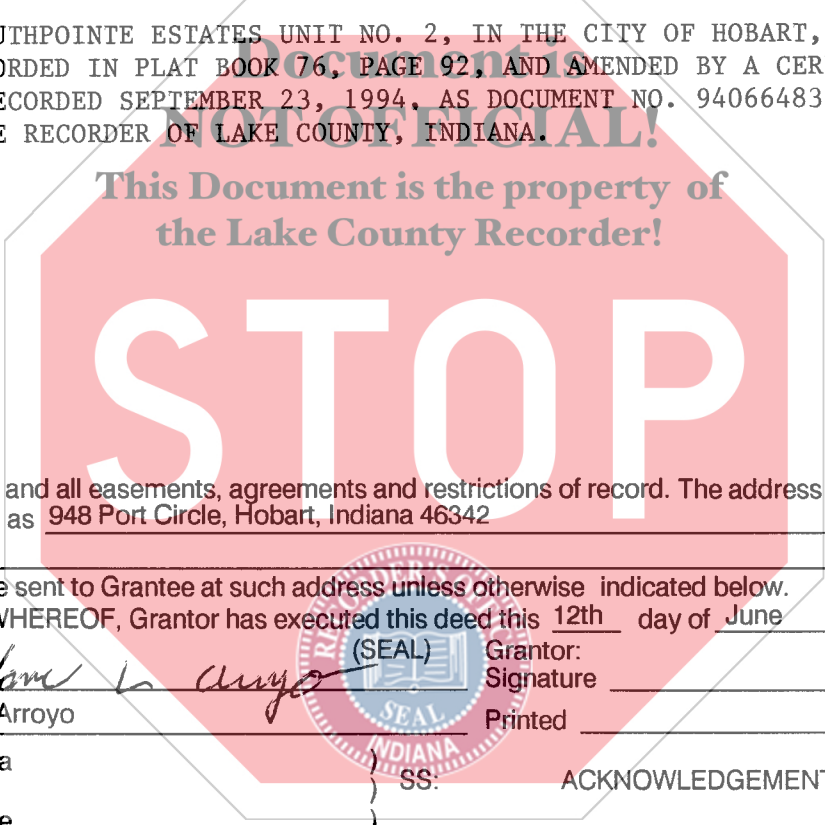 UTHPOINTE ESTATES UNIT NO. 2, IN THE CITY OF HOBART,
ORDED IN PLAT BOOK 76, PAGE 92, AND AMENDED BY A CER
ECORDED SEPTEMBER 23, 1994, AS DOCUMENT NO. 94066483
E RECORDER OF LAKE COUNTY, INDIANA.
Document is
NOT OFFICIAL!
This Document is the property of
the Lake County Recorder!
STOP
and all easements, agreements and restrictions of record. The address
as 948 Port Circle, Hobart, Indiana 46342
e sent to Grantee at such address unless otherwise indicated below.
WHEREOF, Grantor has executed this deed this 12th day of June
(SEAL) Grantor:
Signature
Arroyo Printed
RECORDER'S OFFICE
SEAL
INDIANA
a
SS: ACKNOWLEDGEMENT
e